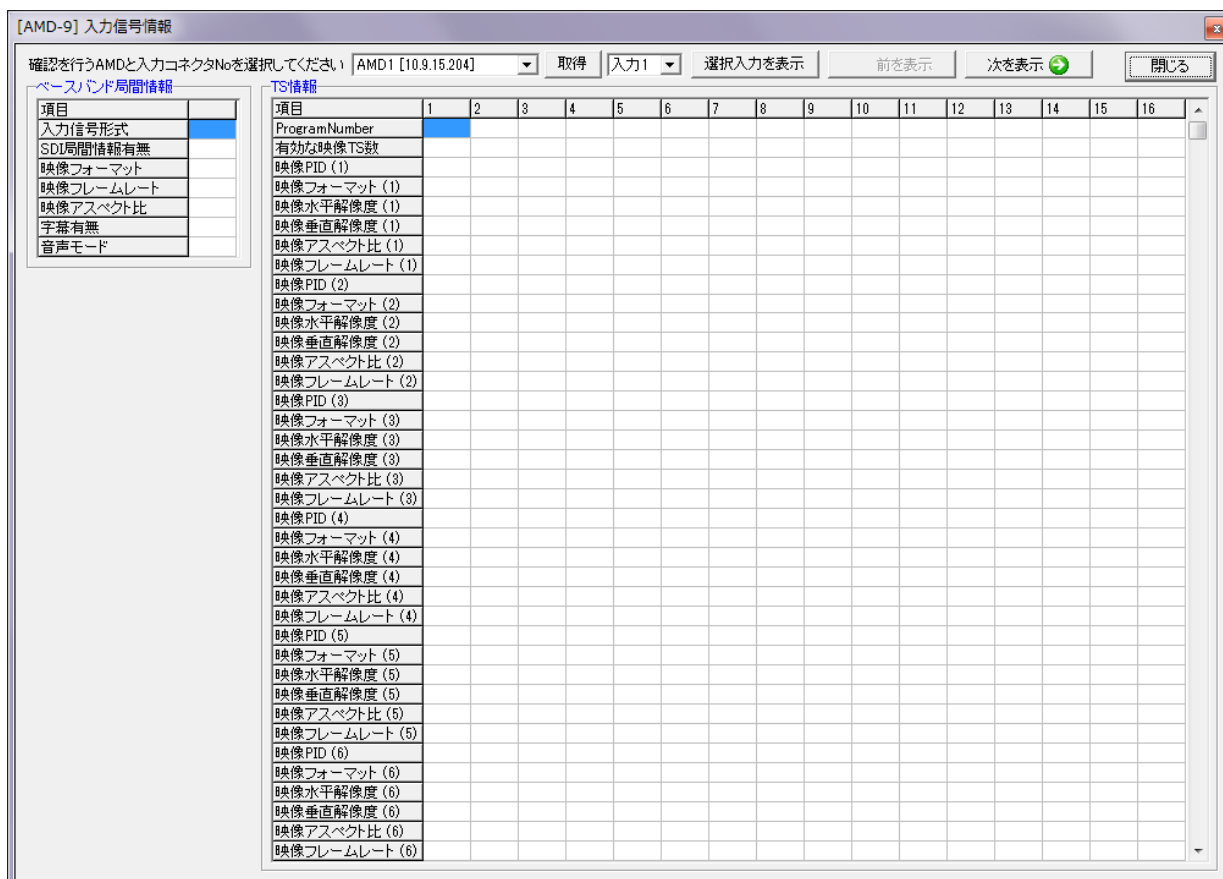 [AMD-9] 入力信号情報
確認を行うAMDと入力コネクタNoを選択してください AMD1 [10.9.15.204] 取得 入力1 選択入力を表示 前を表示 次を表示 閉じる
ベースバンド局間情報
項目
入力信号形式
SDI局間情報有無
映像フォーマット
映像フレームレート
映像アスペクト比
字幕有無
音声モード
TS情報
項目 1 2 3 4 5 6 7 8 9 10 11 12 13 14 15 16
ProgramNumber
有効な映像TS数
映像PID (1)
映像フォーマット (1)
映像水平解像度 (1)
映像垂直解像度 (1)
映像アスペクト比 (1)
映像フレームレート (1)
映像PID (2)
映像フォーマット (2)
映像水平解像度 (2)
映像垂直解像度 (2)
映像アスペクト比 (2)
映像フレームレート (2)
映像PID (3)
映像フォーマット (3)
映像水平解像度 (3)
映像垂直解像度 (3)
映像アスペクト比 (3)
映像フレームレート (3)
映像PID (4)
映像フォーマット (4)
映像水平解像度 (4)
映像垂直解像度 (4)
映像アスペクト比 (4)
映像フレームレート (4)
映像PID (5)
映像フォーマット (5)
映像水平解像度 (5)
映像垂直解像度 (5)
映像アスペクト比 (5)
映像フレームレート (5)
映像PID (6)
映像フォーマット (6)
映像水平解像度 (6)
映像垂直解像度 (6)
映像アスペクト比 (6)
映像フレームレート (6)